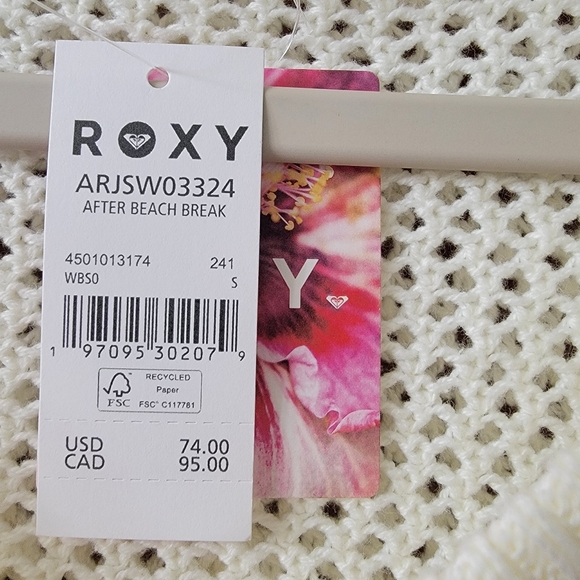 ROXY
ARJSW03324
AFTER BEACH BREAK
4501013174 241
WBS0 S
1 97095 30207 9
FSC
RECYCLED
Paper
FSC® C117781
USD 74.00
CAD 95.00
Y